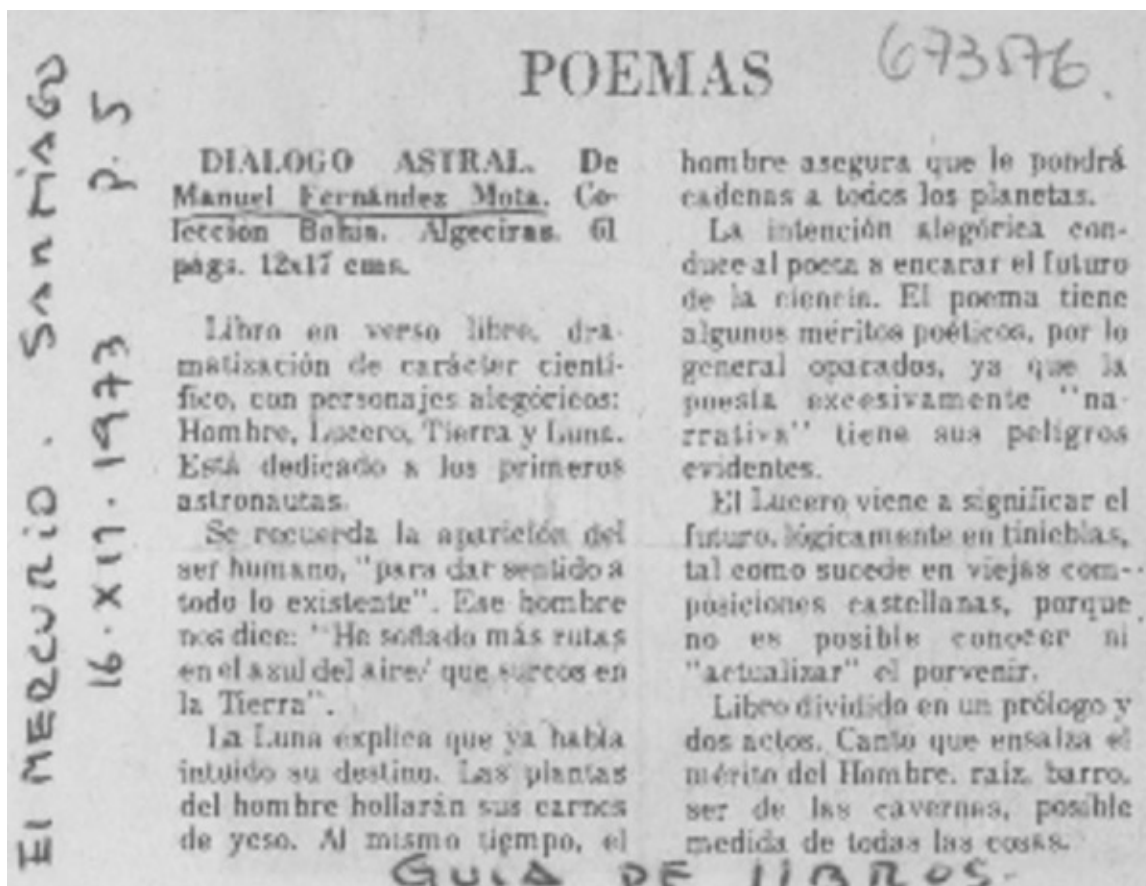 POEMAS
673576.
El MERCURIO. SANTIAGO
16.XII.1973 P.5
DIALOGO ASTRAL. De
Manuel Fernández Mota. Co-
lección Bahía. Algeciras. 61
págs. 12x17 cms.
Libro en verso libre, dra-
matización de carácter cientí-
fico, con personajes alegóricos:
Hombre, Lucero, Tierra y Luna.
Está dedicado a los primeros
astronautas.
Se recuerda la aparición del
ser humano, "para dar sentido a
todo lo existente". Ese hombre
nos dice: "He soñado más rutas
en el azul del aire/ que surcos en
la Tierra".
La Luna explica que ya había
intuido su destino. Las plantas
del hombre hollarán sus carnes
de yeso. Al mismo tiempo, el
hombre asegura que le pondrá
cadenas a todos los planetas.
La intención alegórica con-
duce al poeta a encarar el futuro
de la ciencia. El poema tiene
algunos méritos poéticos, por lo
general opacados, ya que la
poesía excesivamente "na-
rrativa" tiene sus peligros
evidentes.
El Lucero viene a significar el
futuro, lógicamente en tinieblas,
tal como sucede en viejas com-
posiciones castellanas, porque
no es posible conocer ni
"actualizar" el porvenir.
Libro dividido en un prólogo y
dos actos. Canto que ensalza el
mérito del Hombre, raíz, barro,
ser de las cavernas, posible
medida de todas las cosas.
GUIA DE LIBROS.